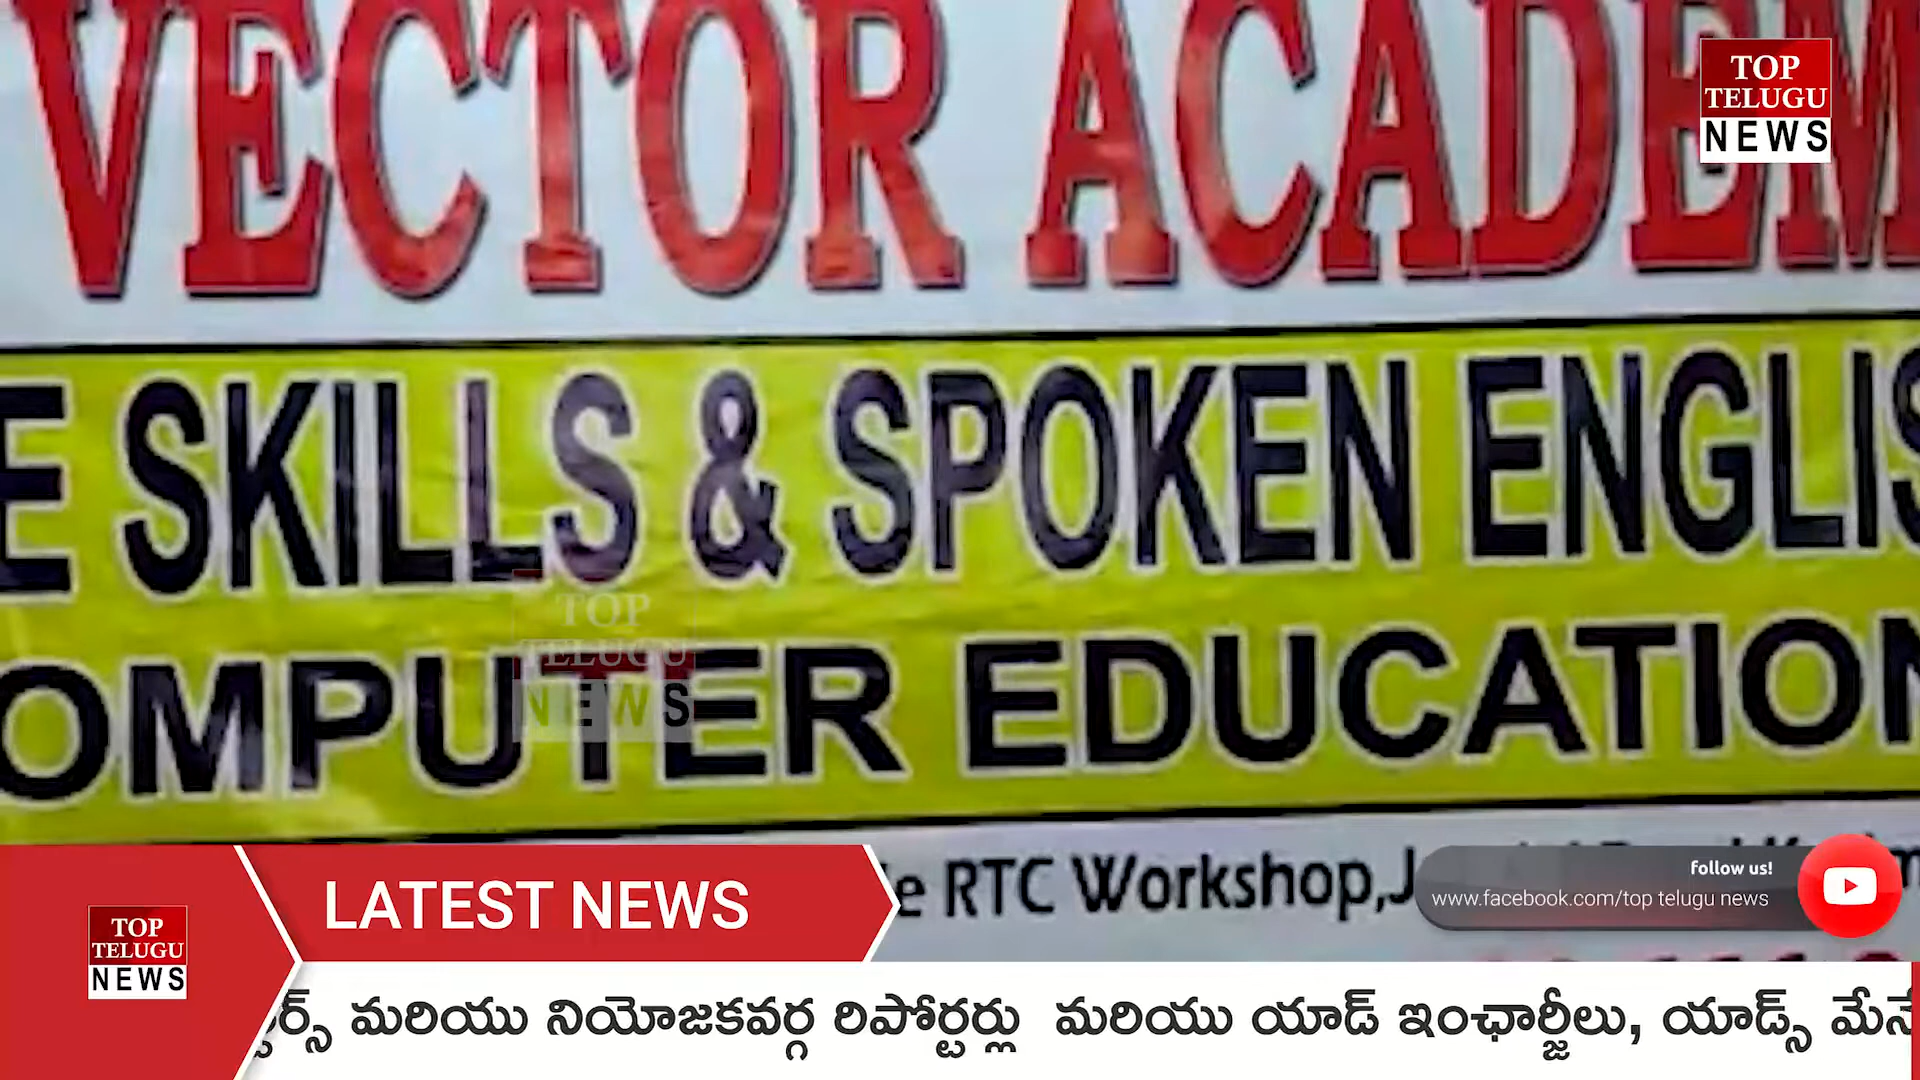 VECTOR ACADEM
TOP
TELUGU
NEWS
E SKILLS & SPOKEN ENGLIS
TOP
TELUGU
NEWS
OMPUTER EDUCATION
RTC Workshop,
follow us!
www.facebook.com/top telugu news
LATEST NEWS
TOP
TELUGU
NEWS
మరియు నియోజకవర్గ రిపోర్టర్లు మరియు యాడ్ ఇంఛార్జీలు, యాడ్స్